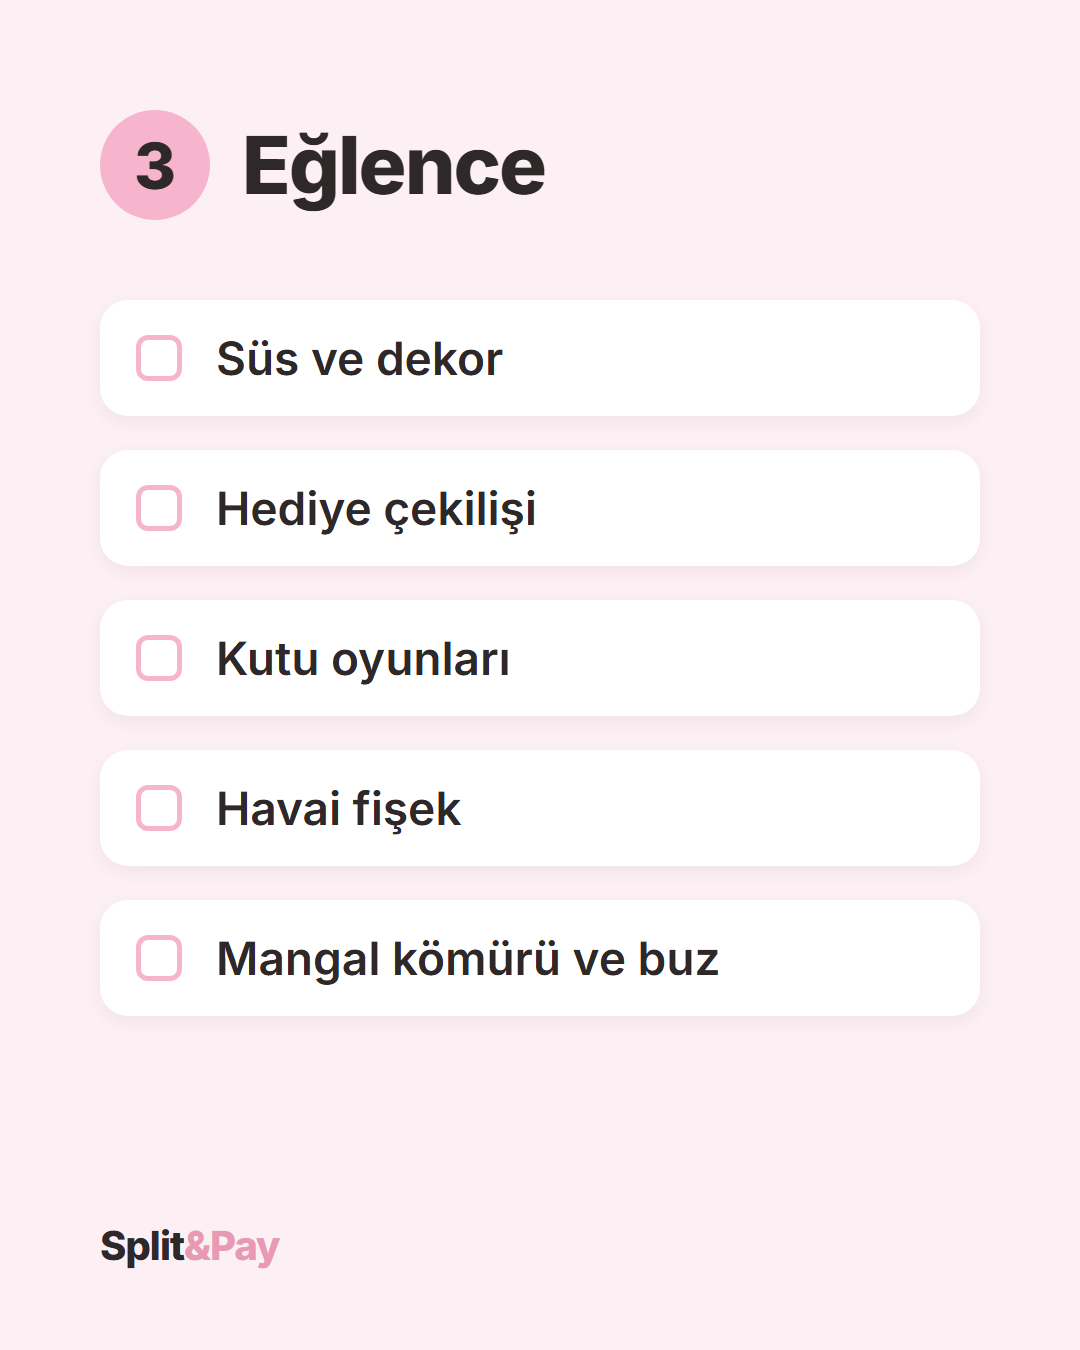 3 Eğlence
Süs ve dekor
Hediye çekilişi
Kutu oyunları
Havai fişek
Mangal kömürü ve buz
Split&Pay